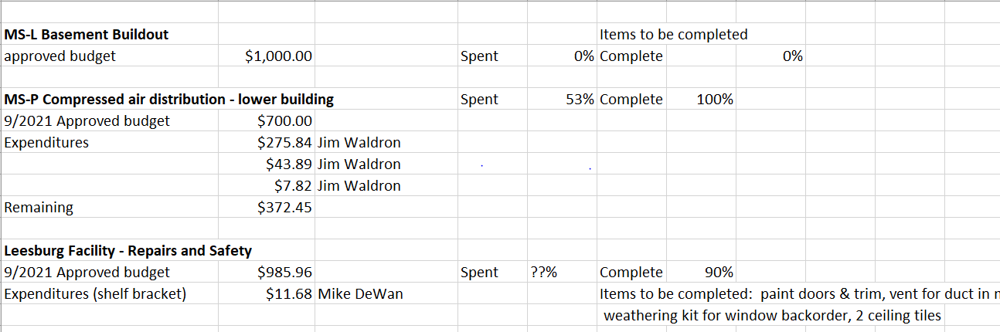 MS-L Basement Buildout Items to be completed
approved budget $1,000.00 Spent 0% Complete 0%
MS-P Compressed air distribution - lower building Spent 53% Complete 100%
9/2021 Approved budget $700.00
Expenditures $275.84 Jim Waldron
$43.89 Jim Waldron
$7.82 Jim Waldron
Remaining $372.45
Leesburg Facility - Repairs and Safety
9/2021 Approved budget $985.96 Spent ??% Complete 90%
Expenditures (shelf bracket) $11.68 Mike DeWan Items to be completed: paint doors & trim, vent for duct in
weathering kit for window backorder, 2 ceiling tiles